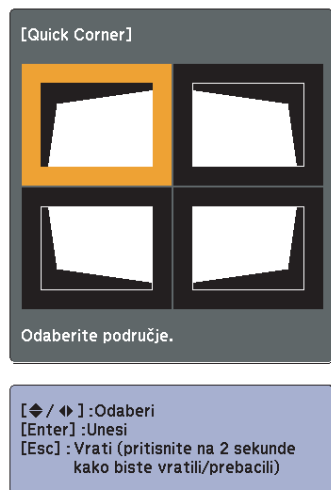 [Quick Corner]
Odaberite područje.
[◆/◆] :Odaberi
[Enter] :Unesi
[Esc] : Vrati (pritisnite na 2 sekunde
kako biste vratili/prebacili)